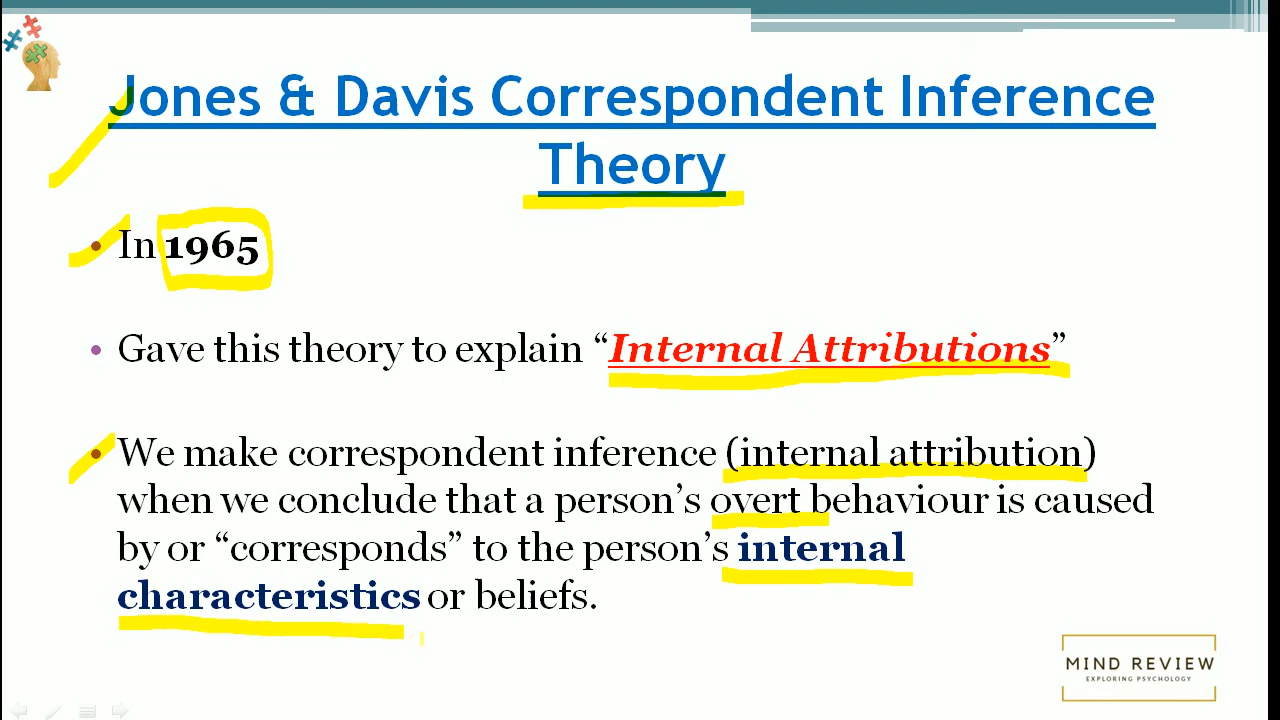 Jones & Davis Correspondent Inference
Theory
• In 1965
• Gave this theory to explain “Internal Attributions”
• We make correspondent inference (internal attribution)
when we conclude that a person’s overt behaviour is caused
by or “corresponds” to the person’s internal
characteristics or beliefs.
MIND REVIEW
EXPLORING PSYCHOLOGY